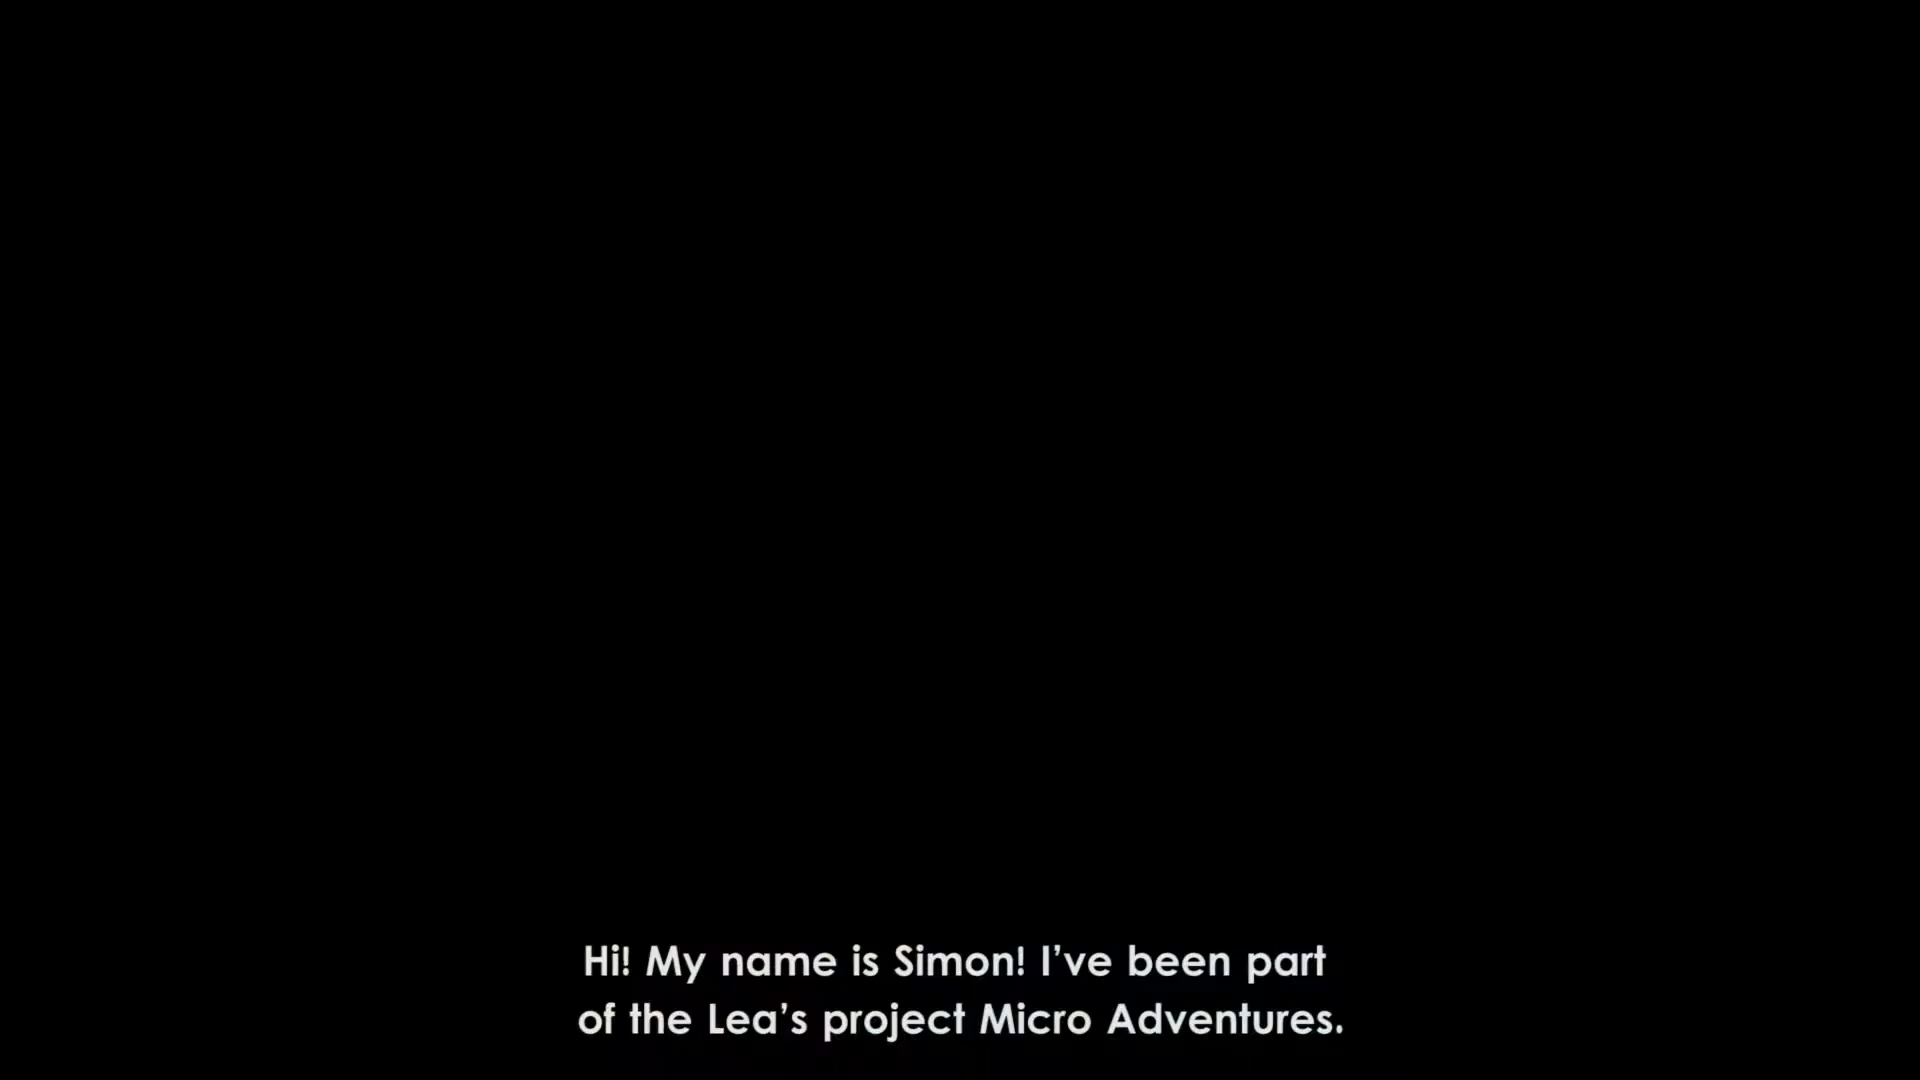 Hi! My name is Simon! I’ve been part
of the Lea’s project Micro Adventures.